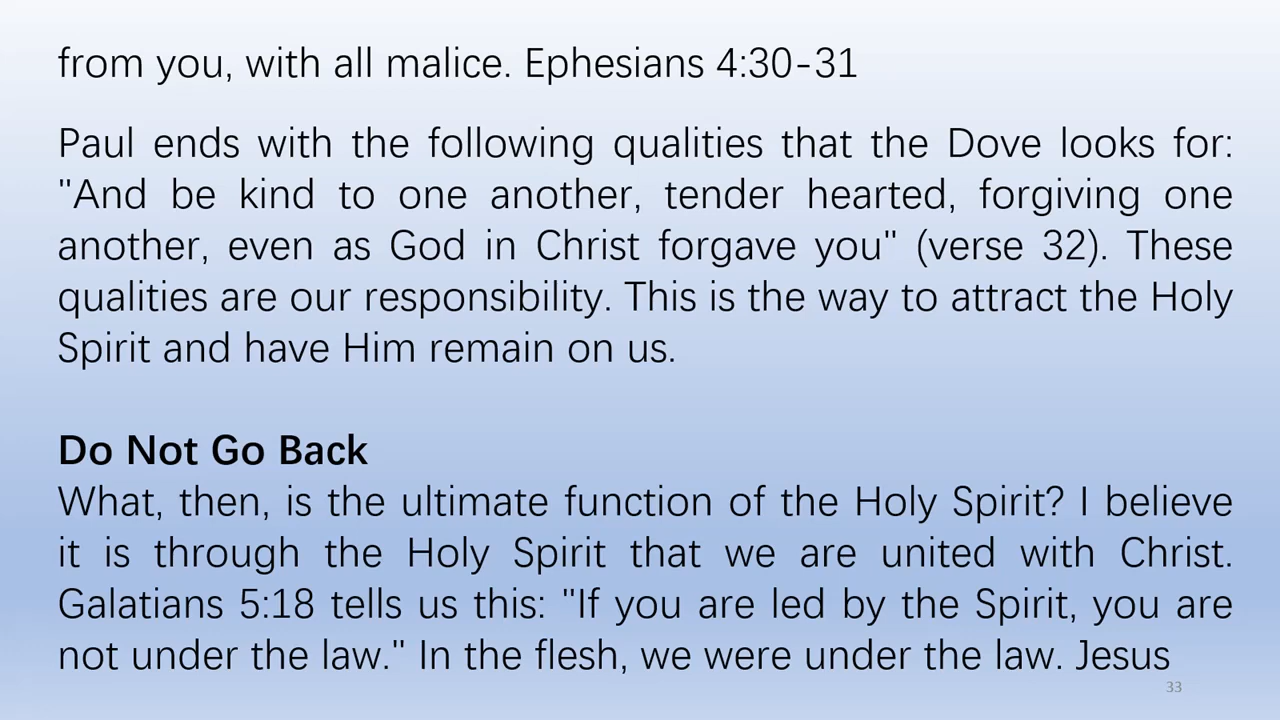 from you, with all malice. Ephesians 4:30-31
Paul ends with the following qualities that the Dove looks for:
"And be kind to one another, tender hearted, forgiving one
another, even as God in Christ forgave you" (verse 32). These
qualities are our responsibility. This is the way to attract the Holy
Spirit and have Him remain on us.
Do Not Go Back
What, then, is the ultimate function of the Holy Spirit? I believe
it is through the Holy Spirit that we are united with Christ.
Galatians 5:18 tells us this: "If you are led by the Spirit, you are
not under the law." In the flesh, we were under the law. Jesus
33